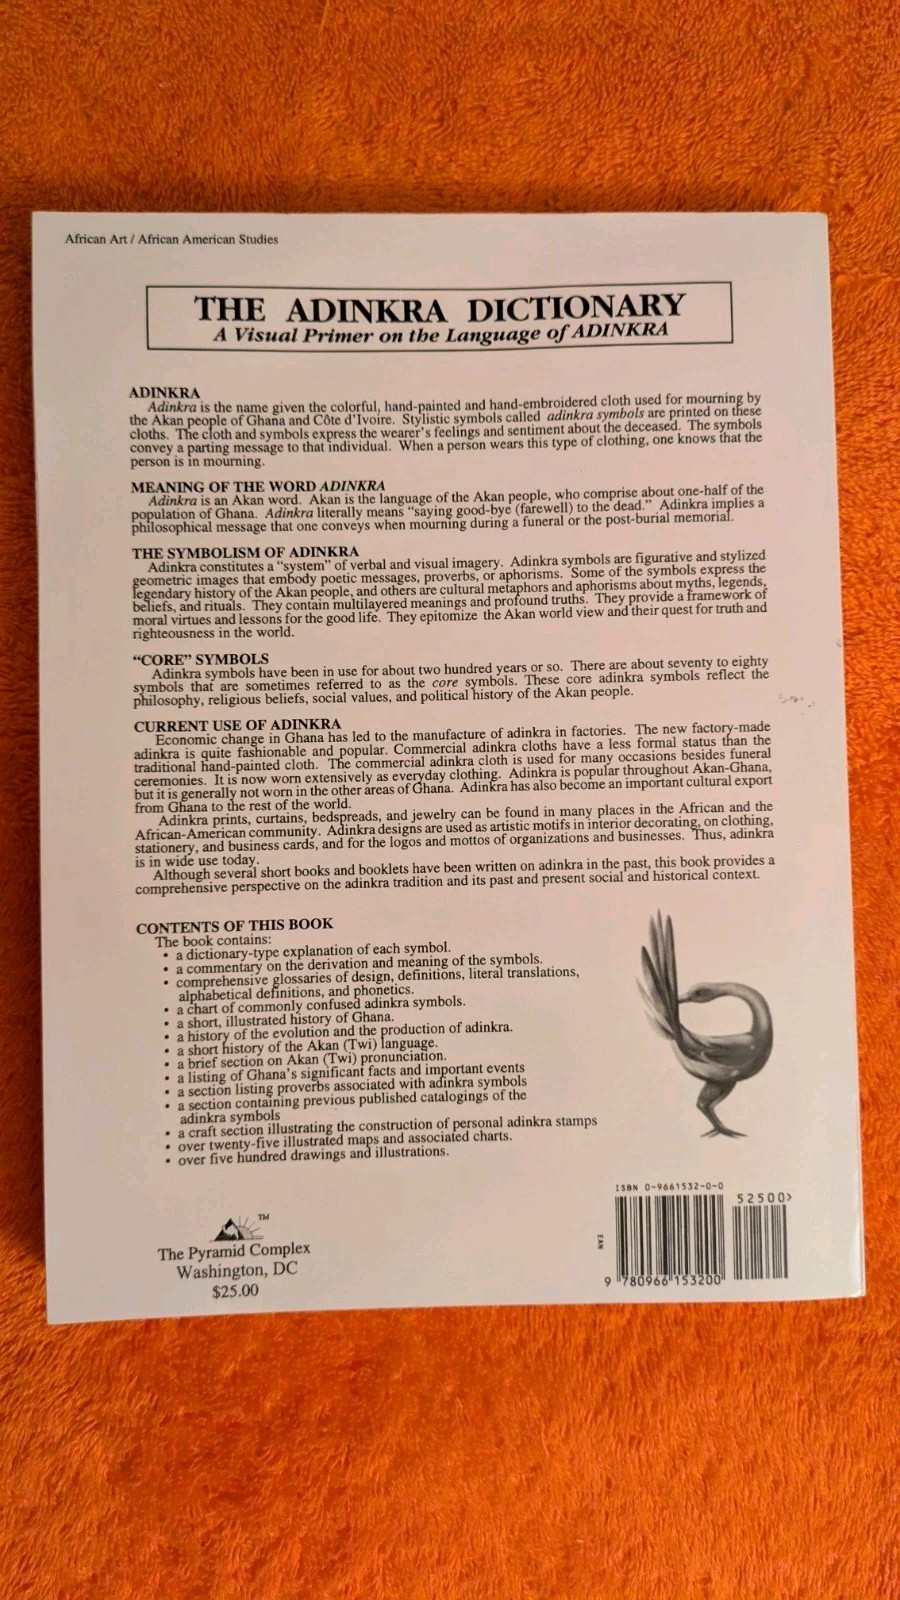 African Art / African American Studies
THE ADINKRA DICTIONARY
A Visual Primer on the Language of ADINKRA
ADINKRA
Adinkra is the name given the colorful, hand-painted and hand-embroidered cloth used for mourning by
the Akan people of Ghana and Côte d'Ivoire. Stylistic symbols called adinkra symbols are printed on these
cloths. The cloth and symbols express the wearer's feelings and sentiment about the deceased. The symbols
convey a parting message to that individual. When a person wears this type of clothing, one knows that the
person is in mourning.
MEANING OF THE WORD ADINKRA
Adinkra is an Akan word. Akan is the language of the Akan people, who comprise about one-half of the
population of Ghana. Adinkra literally means "saying good-bye (farewell) to the dead." Adinkra implies a
philosophical message that one conveys when mourning during a funeral or the post-burial memorial.
THE SYMBOLISM OF ADINKRA
Adinkra constitutes a "system" of verbal and visual imagery. Adinkra symbols are figurative and stylized
geometric images that embody poetic messages, proverbs, or aphorisms. Some of the symbols express the
legendary history of the Akan people, and others are cultural metaphors and aphorisms about myths, legends,
beliefs, and rituals. They contain multilayered meanings and profound truths. They provide a framework of
moral virtues and lessons for the good life. They epitomize the Akan world view and their quest for truth and
righteousness in the world.
"CORE" SYMBOLS
Adinkra symbols have been in use for about two hundred years or so. There are about seventy to eighty
symbols that are sometimes referred to as the core symbols. These core adinkra symbols reflect the
philosophy, religious beliefs, social values, and political history of the Akan people.
CURRENT USE OF ADINKRA
Economic change in Ghana has led to the manufacture of adinkra in factories. The new factory-made
adinkra is quite fashionable and popular. Commercial adinkra cloths have a less formal status than the
traditional hand-painted cloth. The commercial adinkra cloth is used for many occasions besides funeral
ceremonies. It is now worn extensively as everyday clothing. Adinkra is popular throughout Akan-Ghana,
but it is generally not worn in the other areas of Ghana. Adinkra has also become an important cultural export
from Ghana to the rest of the world.
Adinkra prints, curtains, bedspreads, and jewelry can be found in many places in the African and the
African-American community. Adinkra designs are used as artistic motifs in interior decorating, on clothing,
stationery, and business cards, and for the logos and mottos of organizations and businesses. Thus, adinkra
is in wide use today.
Although several short books and booklets have been written on adinkra in the past, this book provides a
comprehensive perspective on the adinkra tradition and its past and present social and historical context.
CONTENTS OF THIS BOOK
The book contains:
• a dictionary-type explanation of each symbol.
• a commentary on the derivation and meaning of the symbols.
• comprehensive glossaries of design, definitions, literal translations,
alphabetical definitions, and phonetics.
• a chart of commonly confused adinkra symbols.
• a short, illustrated history of Ghana.
• a history of the evolution and the production of adinkra.
• a short history of the Akan (Twi) language.
• a brief section on Akan (Twi) pronunciation.
• a listing of Ghana's significant facts and important events
• a section listing proverbs associated with adinkra symbols
• a section containing previous published catalogings of the
adinkra symbols
• a craft section illustrating the construction of personal adinkra stamps
• over twenty-five illustrated maps and associated charts.
• over five hundred drawings and illustrations.
TM
The Pyramid Complex
Washington, DC
$25.00
ISBN 0-9661532-0-0
52500>
EAN
9 780966 153200